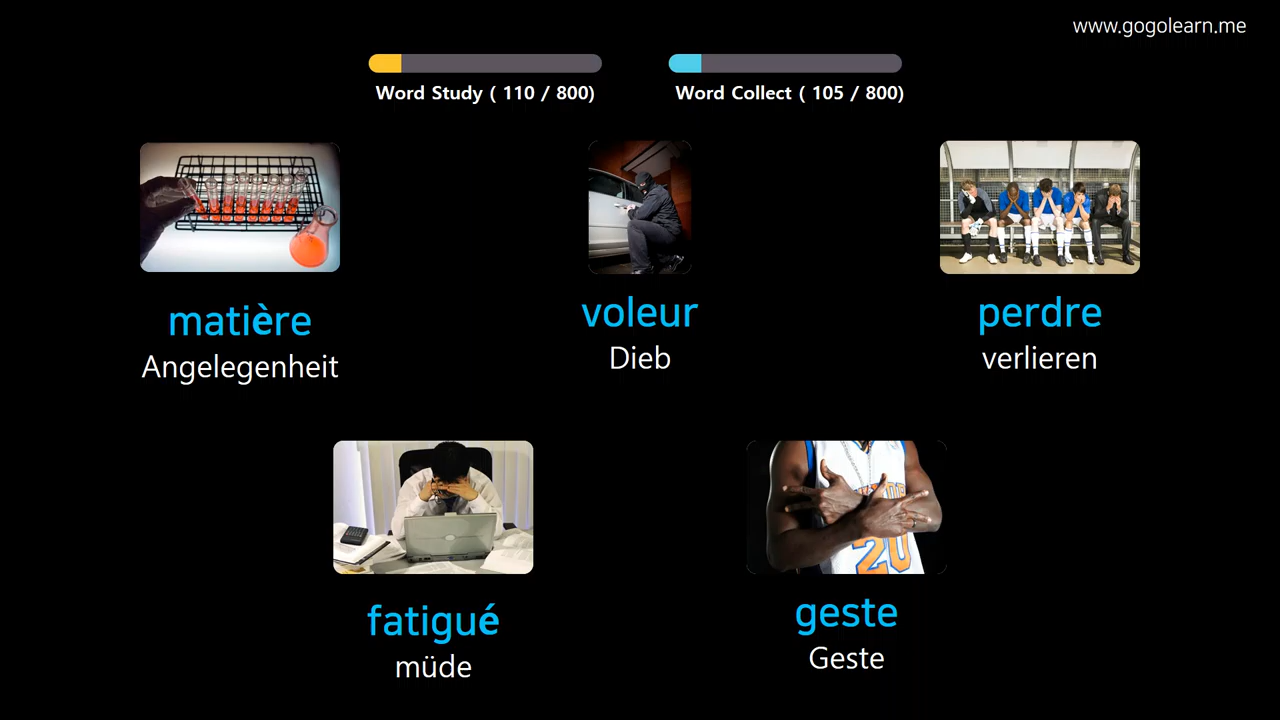 www.gogolearn.me
Word Study ( 110 / 800)
Word Collect ( 105 / 800)
matière
Angelegenheit
voleur
Dieb
perdre
verlieren
fatigué
müde
20
geste
Geste